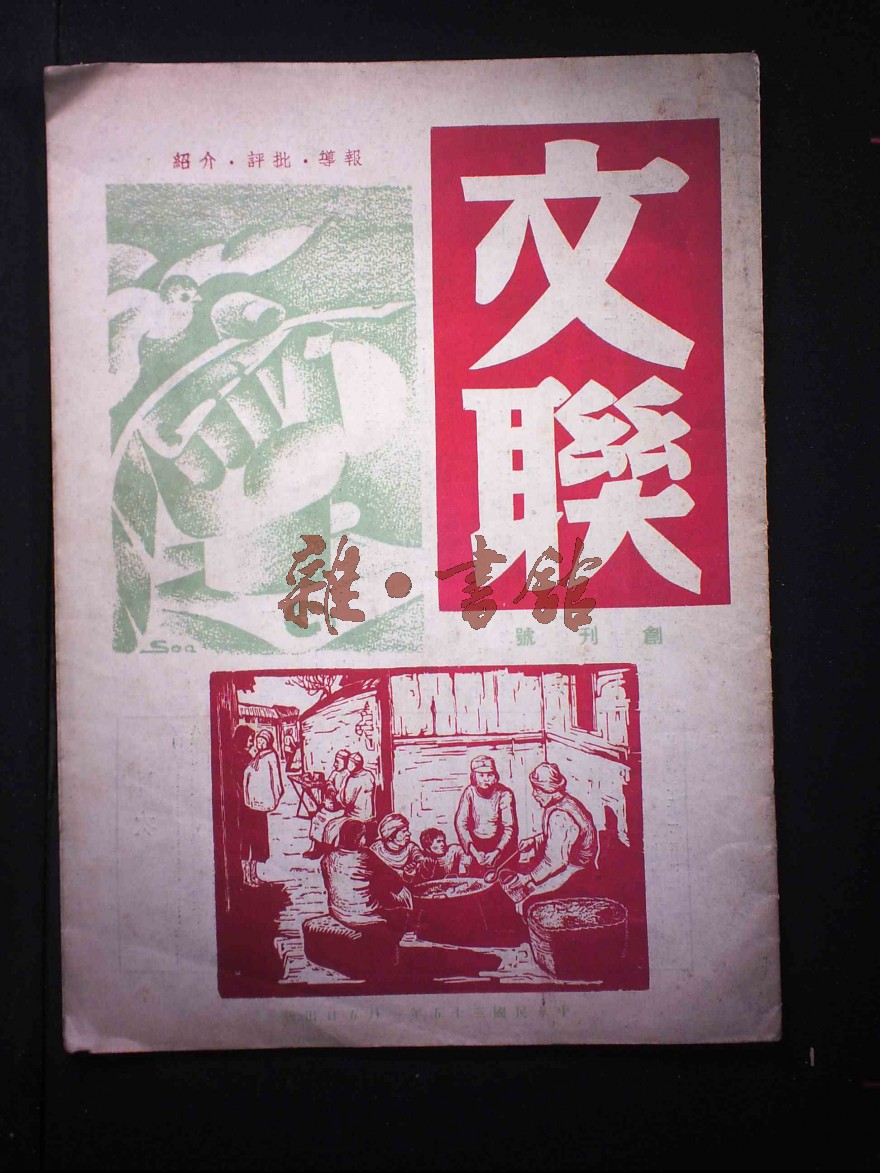 報導・批評・介紹
文聯
創刊號
Soa
雜・書館
中華民國三十五年一月五日出版